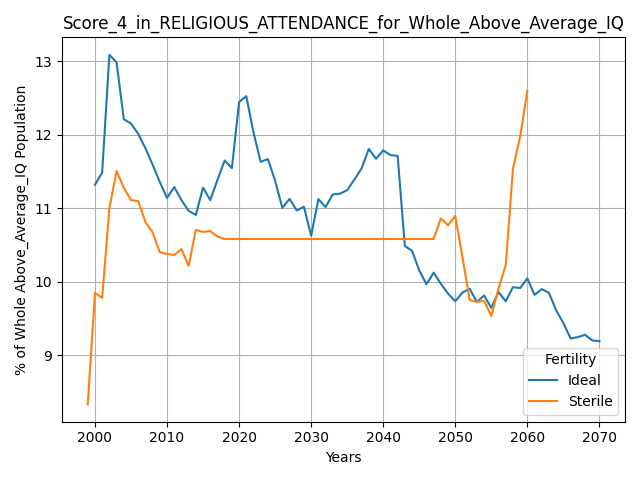 Score_4_in_RELIGIOUS_ATTENDANCE_for_Whole_Above_Average_IQ
% of Whole Above_Average_IQ Population
13
12
11
10
9
2000 2010 2020 2030 2040 2050 2060 2070
Years
Fertility
Ideal
Sterile